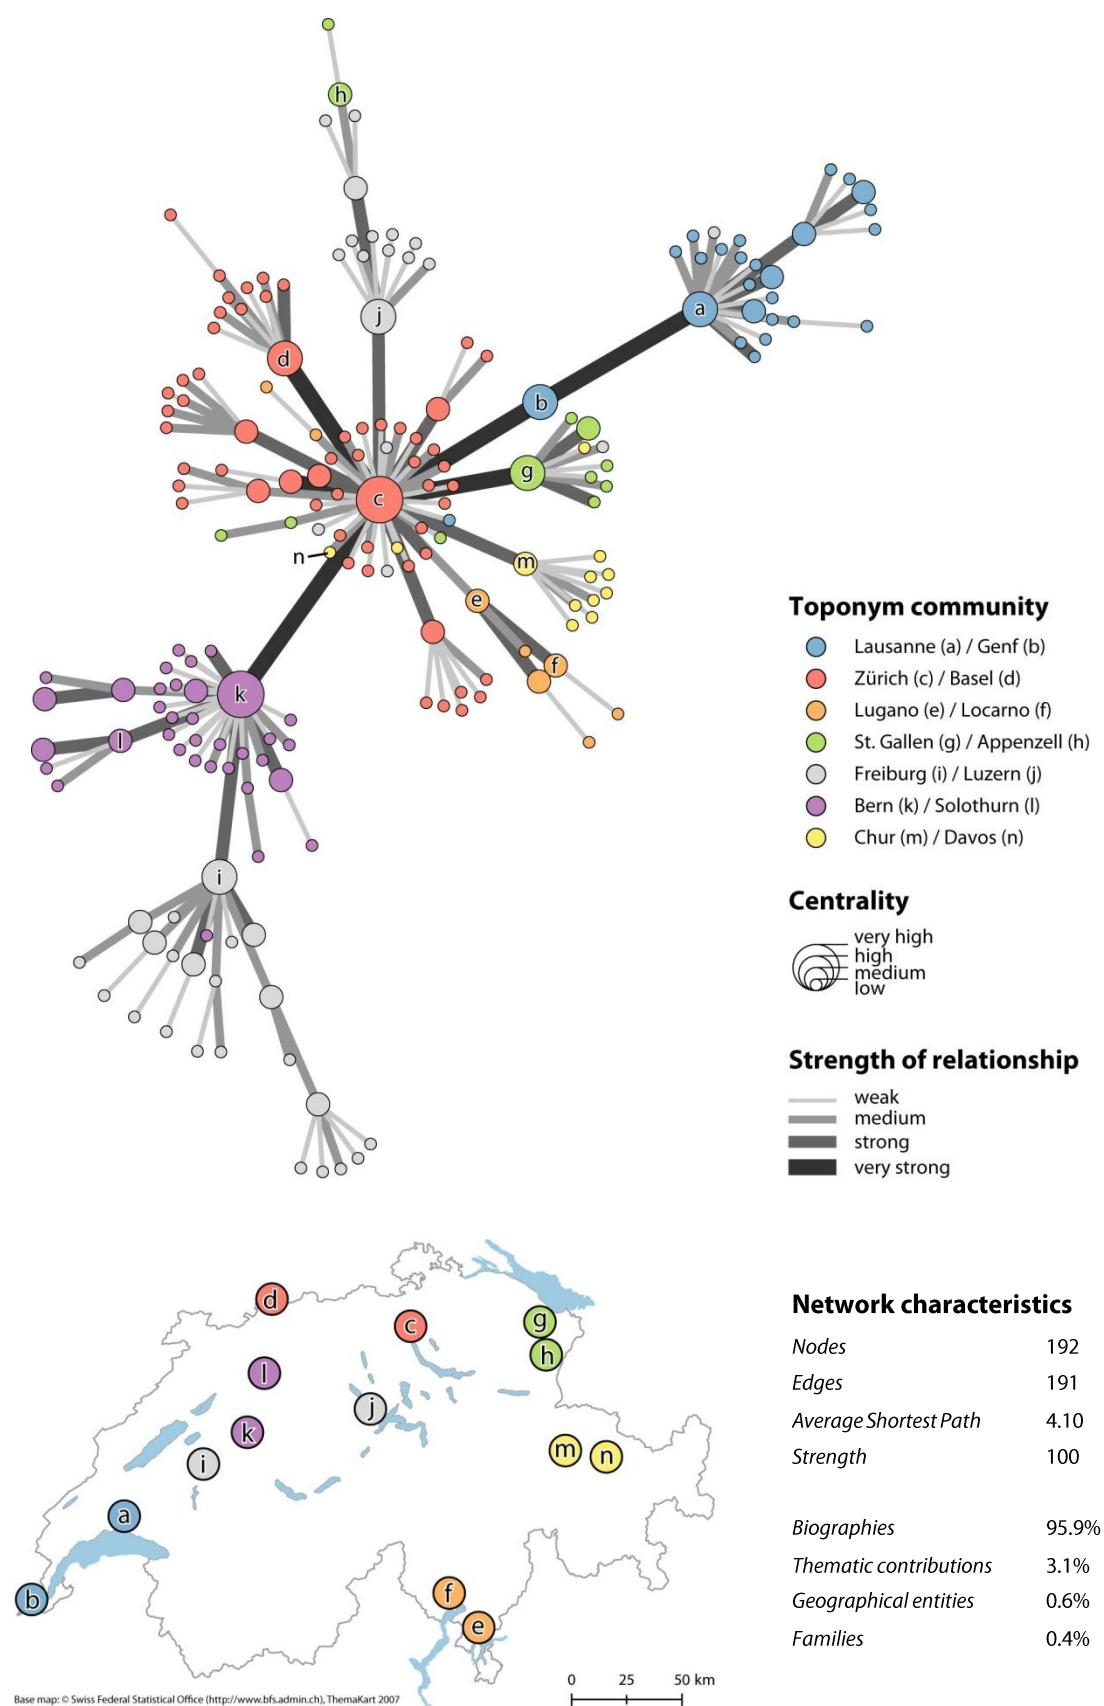 h
a
j
d
b
g
c
n
m
e
f
k
l
i
Toponym community
Lausanne (a) / Genf (b)
Zürich (c) / Basel (d)
Lugano (e) / Locarno (f)
St. Gallen (g) / Appenzell (h)
Freiburg (i) / Luzern (j)
Bern (k) / Solothurn (l)
Chur (m) / Davos (n)
Centrality
very high
high
medium
low
Strength of relationship
weak
medium
strong
very strong
d
c
g
h
l
j
k
i
m
n
a
b
f
e
0 25 50 km
Base map: © Swiss Federal Statistical Office (http://www.bfs.admin.ch), ThemaKart 2007
Network characteristics
Nodes 192
Edges 191
Average Shortest Path 4.10
Strength 100
Biographies 95.9%
Thematic contributions 3.1%
Geographical entities 0.6%
Families 0.4%